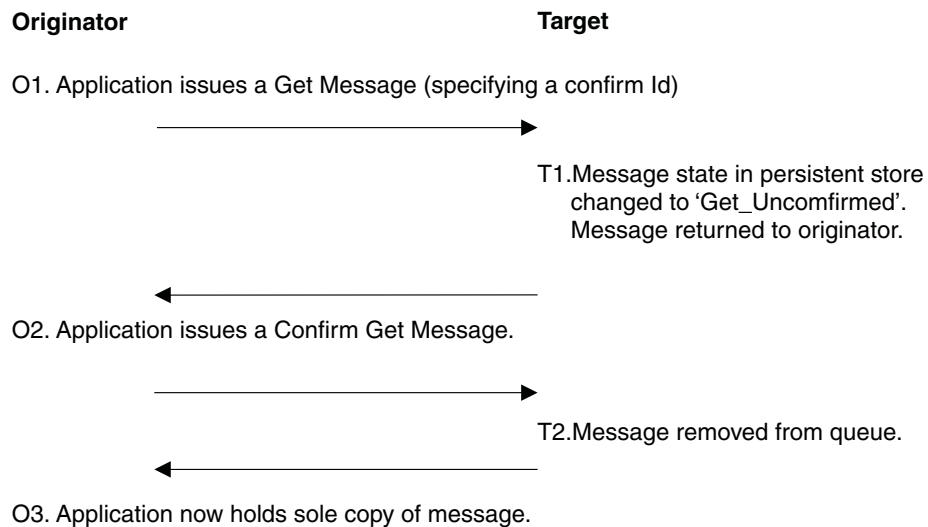 Originator Target
O1. Application issues a Get Message (specifying a confirm Id)
T1.Message state in persistent store
changed to ‘Get_Uncomfirmed’.
Message returned to originator.
O2. Application issues a Confirm Get Message.
T2.Message removed from queue.
O3. Application now holds sole copy of message.